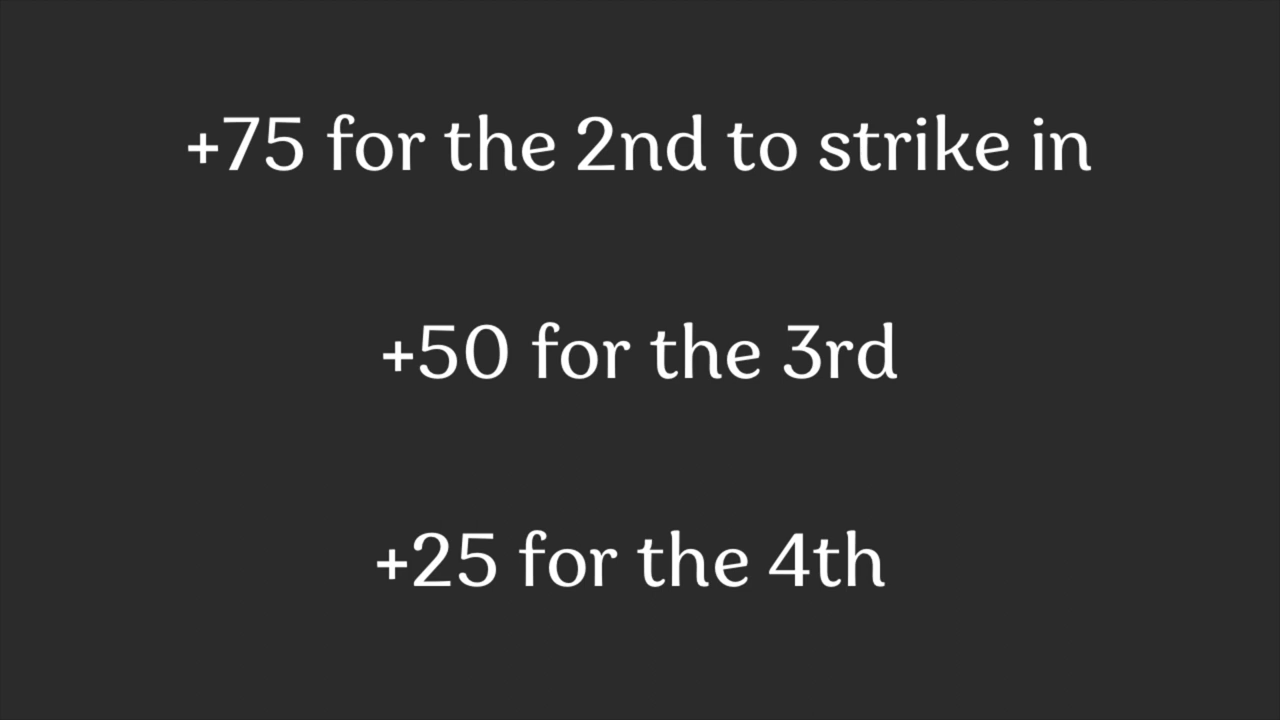 +75 for the 2nd to strike in
+50 for the 3rd
+25 for the 4th